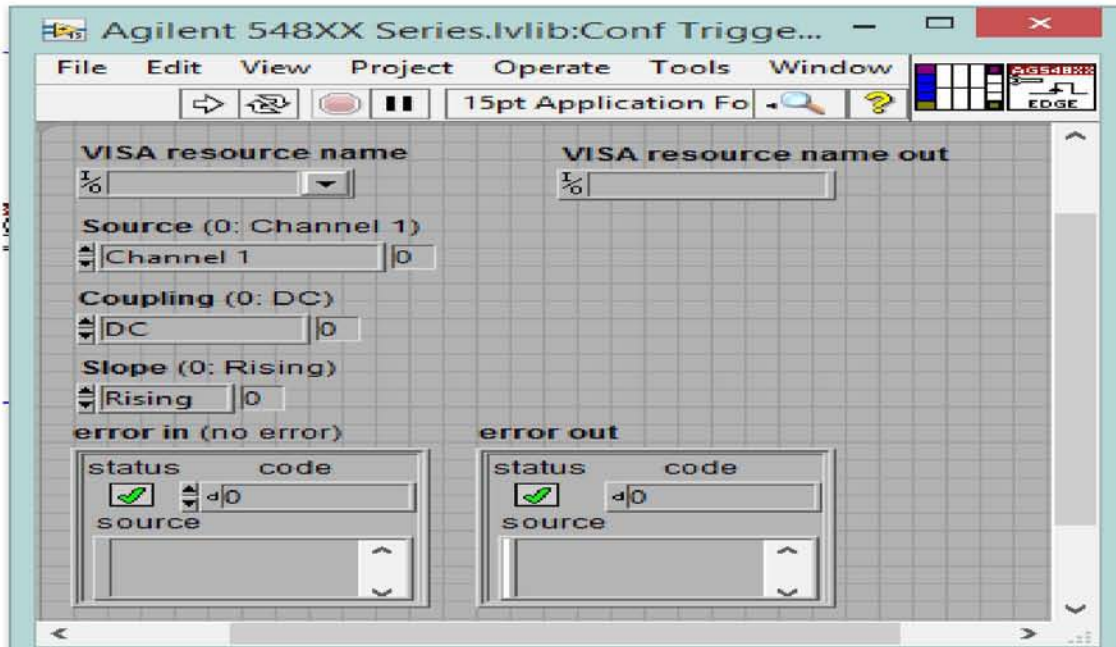 Agilent 548XX Series.lvlib:Conf Trigge...
File Edit View Project Operate Tools Window
15pt Application Fo
AG548XX
EDGE
VISA resource name
VISA resource name out
I/O
I/O
Source (0: Channel 1)
Channel 1 0
Coupling (0: DC)
DC 0
Slope (0: Rising)
Rising 0
error in (no error)
error out
status code
status code
d 0
d 0
source
source